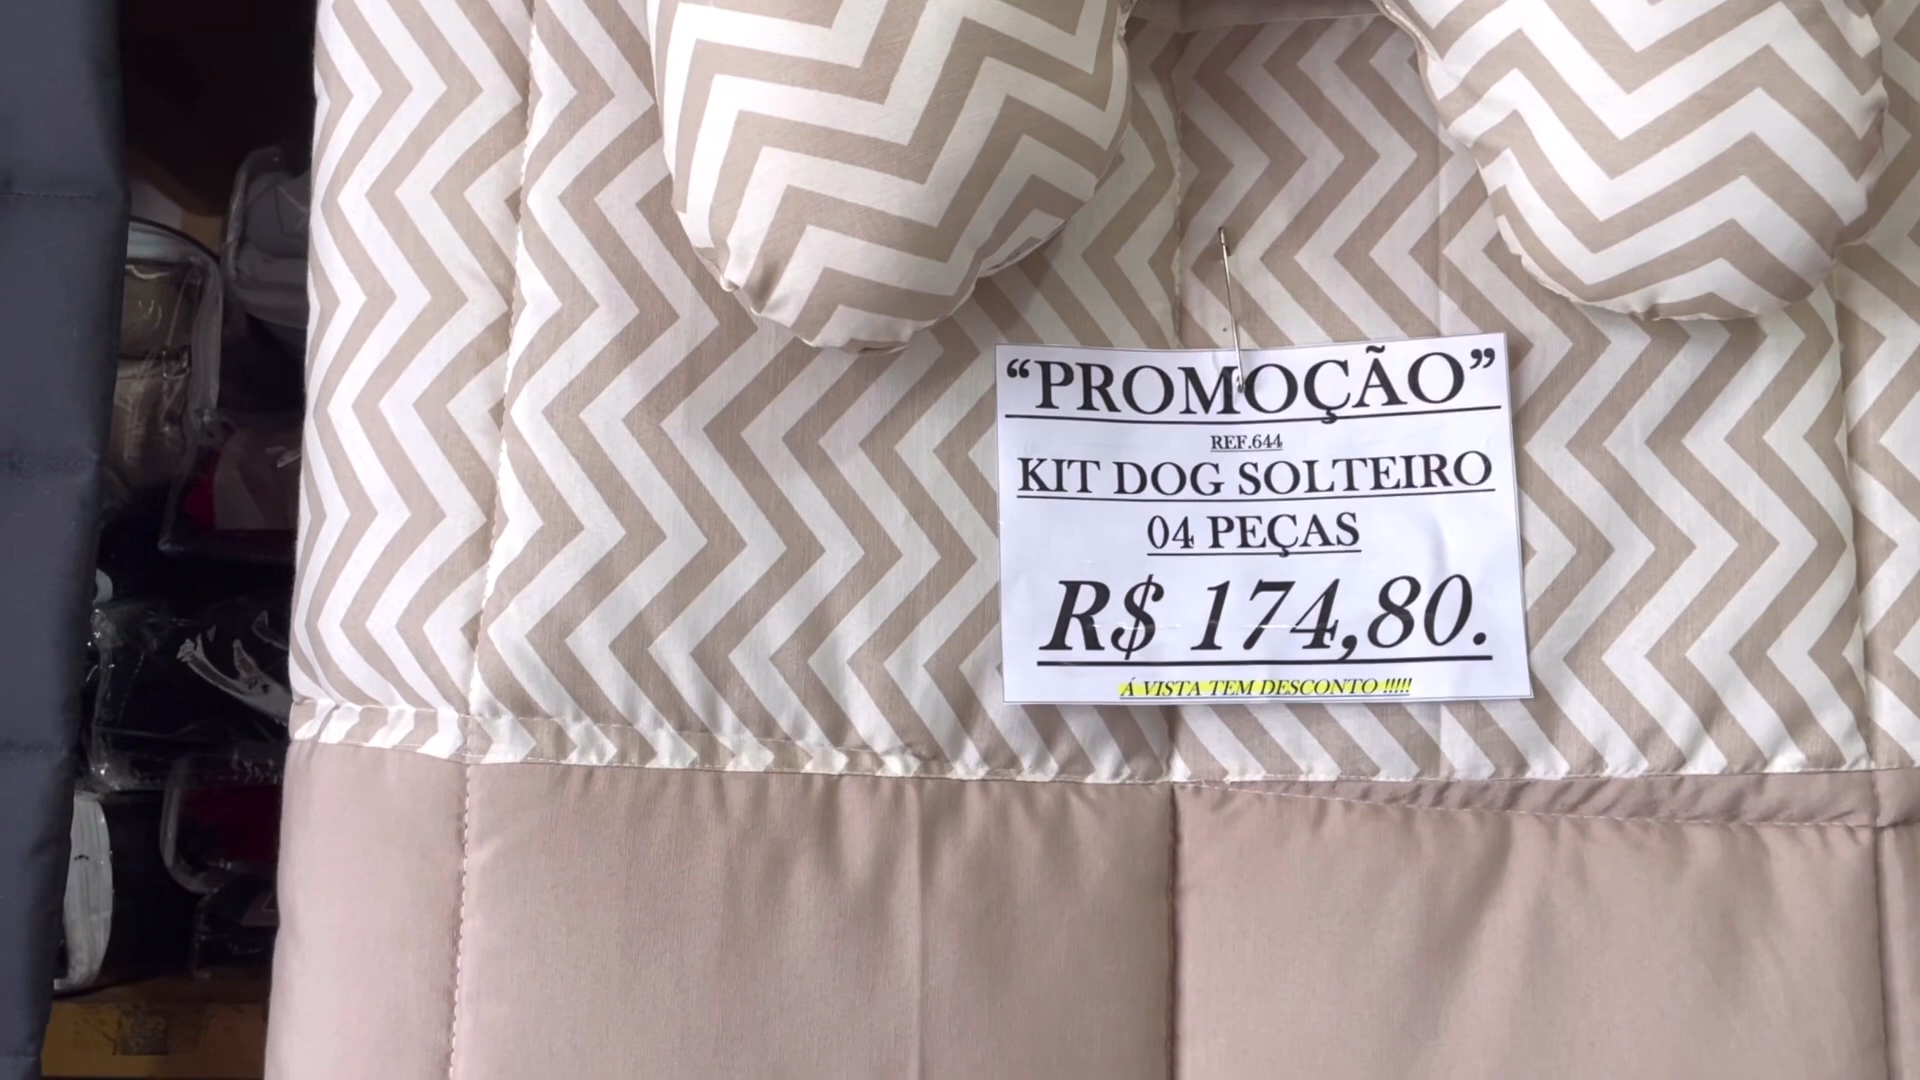 “PROMOÇÃO”
REF.644
KIT DOG SOLTEIRO
04 PEÇAS
R$ 174,80.
Á VISTA TEM DESCONTO !!!!!